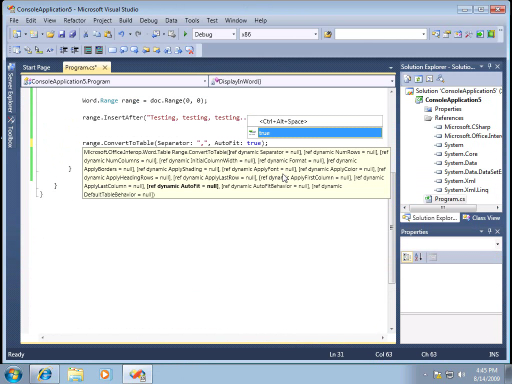 ConsoleApplication5 - Microsoft Visual Studio
File Edit View Refactor Project Build Debug Data Tools Test Window Help
Debug x86
Start Page Program.cs*
ConsoleApplication5.Program DisplayInWord()
Server Explorer
Toolbox
Word.Range range = doc.Range(0, 0);
range.InsertAfter("Testing, testing, testing..
<Ctrl+Alt+Space>
true
range.ConvertToTable(Separator: ",", AutoFit: true);
Microsoft.Office.Interop.Word.Table Range.ConvertToTable([ref dynamic Separator = null], [ref dynamic NumRows = null], [ref
dynamic NumColumns = null], [ref dynamic InitialColumnWidth = null], [ref dynamic Format = null], [ref dynamic
ApplyBorders = null], [ref dynamic ApplyShading = null], [ref dynamic ApplyFont = null], [ref dynamic ApplyColor = null], [ref dynamic
ApplyHeadingRows = null], [ref dynamic ApplyLastRow = null], [ref dynamic ApplyFirstColumn = null], [ref dynamic
ApplyLastColumn = null], [ref dynamic AutoFit = null], [ref dynamic AutoFitBehavior = null], [ref dynamic
DefaultTableBehavior = null])
}
}
}
Solution Explorer - Solution ...
Solution 'ConsoleApplication5' (1
ConsoleApplication5
Properties
References
Microsoft.CSharp
Microsoft.Office.Interop
System
System.Core
System.Data
System.Data.DataSetE
System.Xml
System.Xml.Linq
Program.cs
Solution Explor... Class View
Properties
Ready Ln 31 Col 63 Ch 63 INS
4:45 PM
8/14/2009